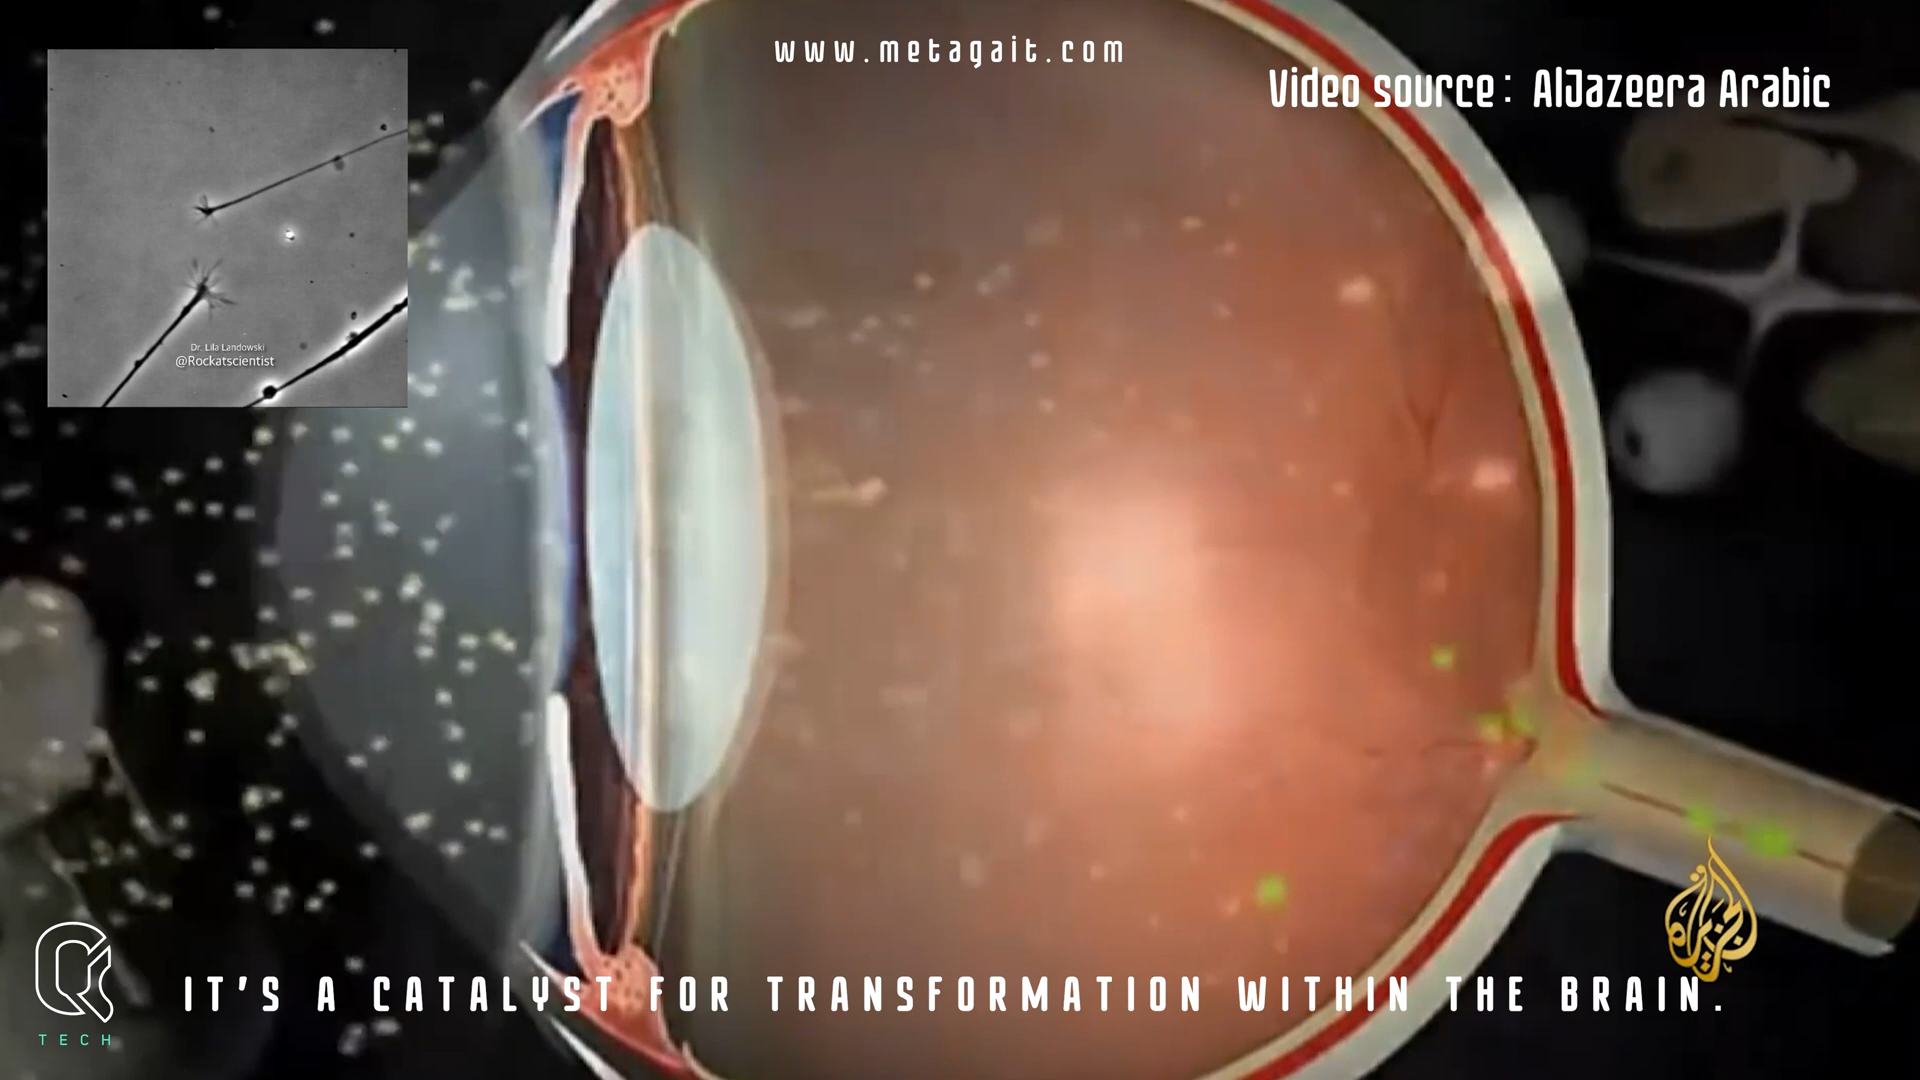 www.metagait.com
Video source: AlJazeera Arabic
Dr. Lila Landowski
@Rockatscientist
الجزيرة
IT'S A CATALYST FOR TRANSFORMATION WITHIN THE BRAIN.
TECH